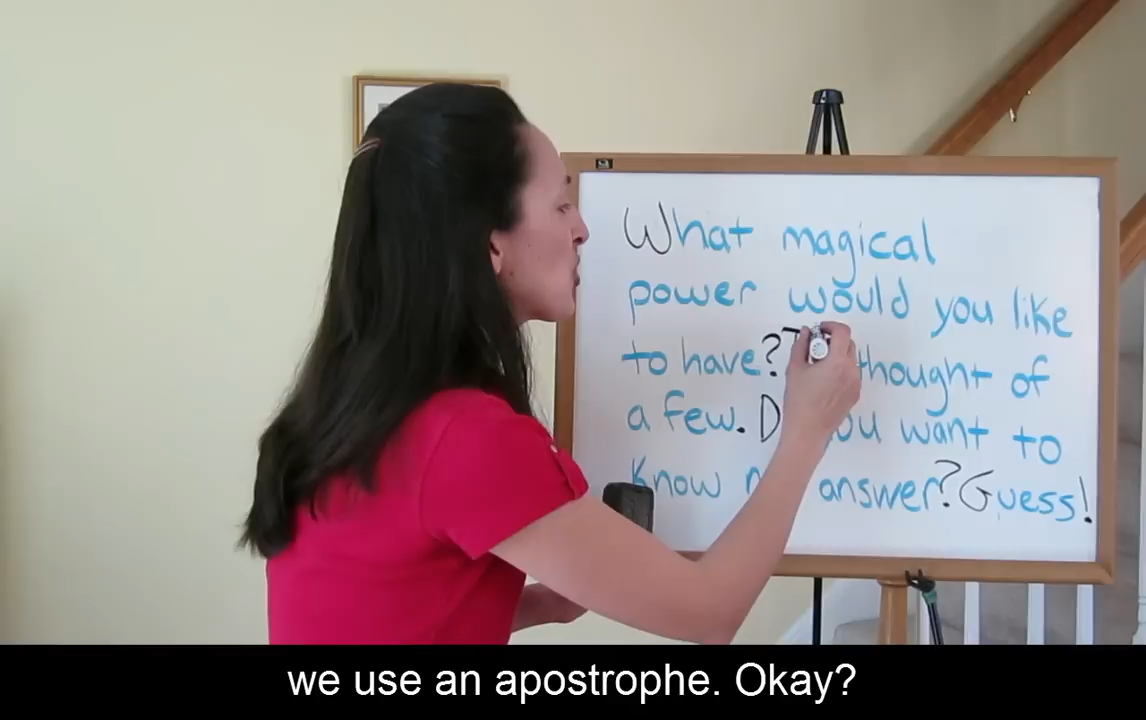 What magical
power would you like
to have? thought of
a few. D want to
know answer? Guess!
we use an apostrophe. Okay?